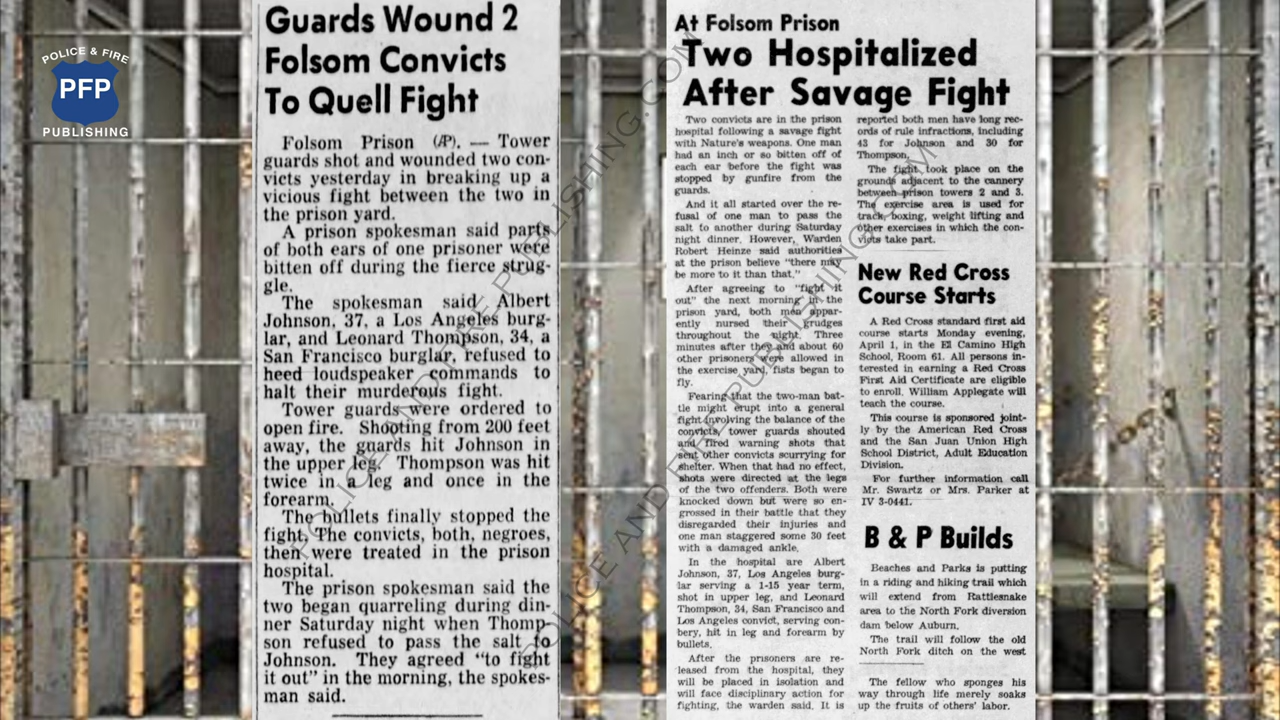 POLICE & FIRE
PFP
PUBLISHING
Guards Wound 2
Folsom Convicts
To Quell Fight
Folsom Prison (AP). — Tower
guards shot and wounded two con-
victs yesterday in breaking up a
vicious fight between the two in
the prison yard.
A prison spokesman said parts
of both ears of one prisoner were
bitten off during the fierce strug-
gle.
The spokesman said Albert
Johnson, 37, a Los Angeles burg-
lar, and Leonard Thompson, 34, a
San Francisco burglar, refused to
heed loudspeaker commands to
halt their murderous fight.
Tower guards were ordered to
open fire. Shooting from 200 feet
away, the guards hit Johnson in
the upper leg. Thompson was hit
twice in a leg and once in the
forearm.
The bullets finally stopped the
fight. The convicts, both, negroes,
then were treated in the prison
hospital.
The prison spokesman said the
two began quarreling during din-
ner Saturday night when Thomp-
son refused to pass the salt to
Johnson. They agreed "to fight
it out" in the morning, the spokes-
man said.
At Folsom Prison
Two Hospitalized
After Savage Fight
Two convicts are in the prison
hospital following a savage fight
with Nature's weapons. One man
had an inch or so bitten off of
each ear before the fight was
stopped by gunfire from the
guards.
And it all started over the re-
fusal of one man to pass the
salt to another during Saturday
night dinner. However, Warden
Robert Heinze said authorities
at the prison believe "there may
be more to it than that."
After agreeing to "fight it
out" the next morning in the
prison yard, both men appar-
ently nursed their grudges
throughout the night. Three
minutes after they and about 60
other prisoners were allowed in
the exercise yard, fists began to
fly.
Fearing that the two-man bat-
tle might erupt into a general
fight involving the balance of the
convicts, tower guards shouted
and fired warning shots that
sent other convicts scurrying for
shelter. When that had no effect,
shots were directed at the legs
of the two offenders. Both were
knocked down but were so en-
grossed in their battle that they
disregarded their injuries and
one man staggered some 30 feet
with a damaged ankle.
In the hospital are Albert
Johnson, 37, Los Angeles burg-
lar serving a 1-15 year term,
shot in upper leg, and Leonard
Thompson, 34, San Francisco and
Los Angeles convict, serving con-
bery, hit in leg and forearm by
bullets.
After the prisoners are re-
leased from the hospital, they
will be placed in isolation and
will face disciplinary action for
fighting, the warden said. It is
reported both men have long rec-
ords of rule infractions, including
43 for Johnson and 30 for
Thompson.
The fight took place on the
grounds adjacent to the cannery
between prison towers 2 and 3.
The exercise area is used for
track, boxing, weight lifting and
other exercises in which the con-
victs take part.
New Red Cross
Course Starts
A Red Cross standard first aid
course starts Monday evening,
April 1, in the El Camino High
School, Room 61. All persons in-
terested in earning a Red Cross
First Aid Certificate are eligible
to enroll. William Applegate will
teach the course.
This course is sponsored joint-
ly by the American Red Cross
and the San Juan Union High
School District, Adult Education
Division.
For further information call
Mr. Swartz or Mrs. Parker at
IV 3-0441.
B & P Builds
Beaches and Parks is putting
in a riding and hiking trail which
will extend from Rattlesnake
area to the North Fork diversion
dam below Auburn.
The trail will follow the old
North Fork ditch on the west
The fellow who sponges his
way through life merely soaks
up the fruits of others' labor.
POLICE AND FIRE PUBLISHING.COM
POLICE AND FIRE PUBLISHING.COM